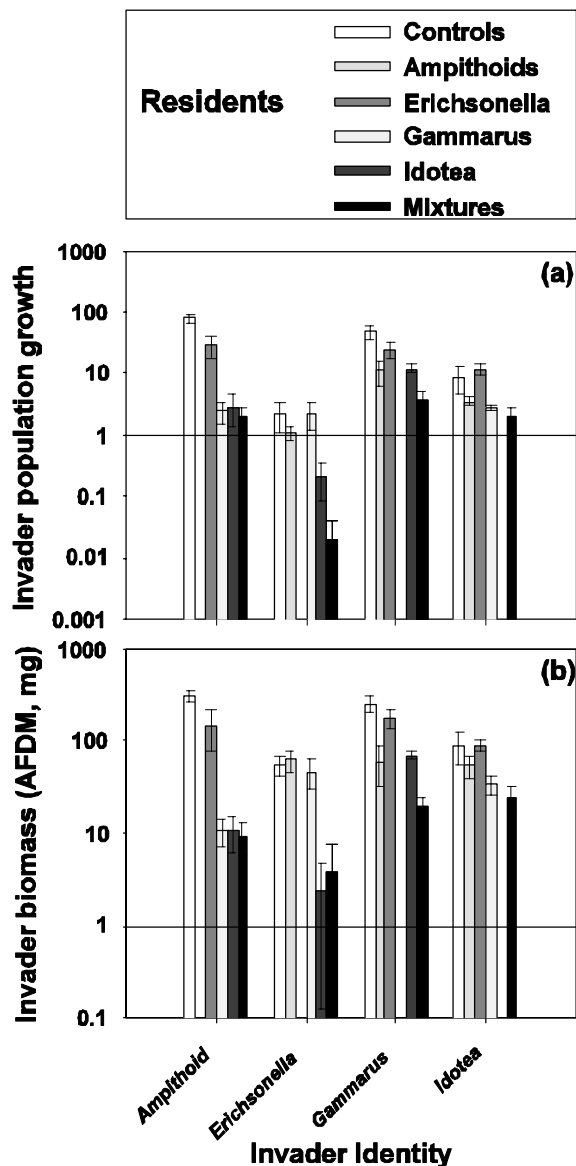 Residents
Controls
Ampithoids
Erichsonella
Gammarus
Idotea
Mixtures
(a)
Invader population growth
1000
100
10
1
0.1
0.01
0.001
(b)
Invader biomass (AFDM, mg)
1000
100
10
1
0.1
Ampithoid
Erichsonella
Gammarus
Idotea
Invader Identity